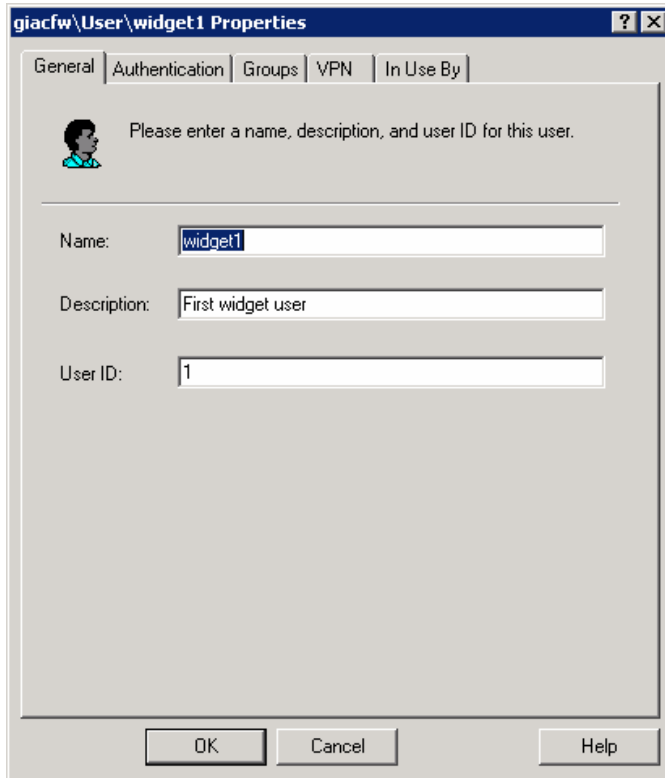 giacfw\User\widget1 Properties
? X
General Authentication Groups VPN In Use By
Please enter a name, description, and user ID for this user.
Name: widget1
Description: First widget user
User ID: 1
OK Cancel Help